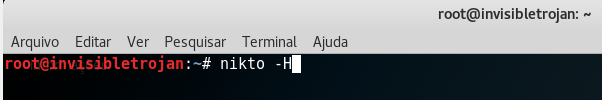 root@invisibletrojan: ~
Arquivo Editar Ver Pesquisar Terminal Ajuda
root@invisibletrojan:~# nikto -H